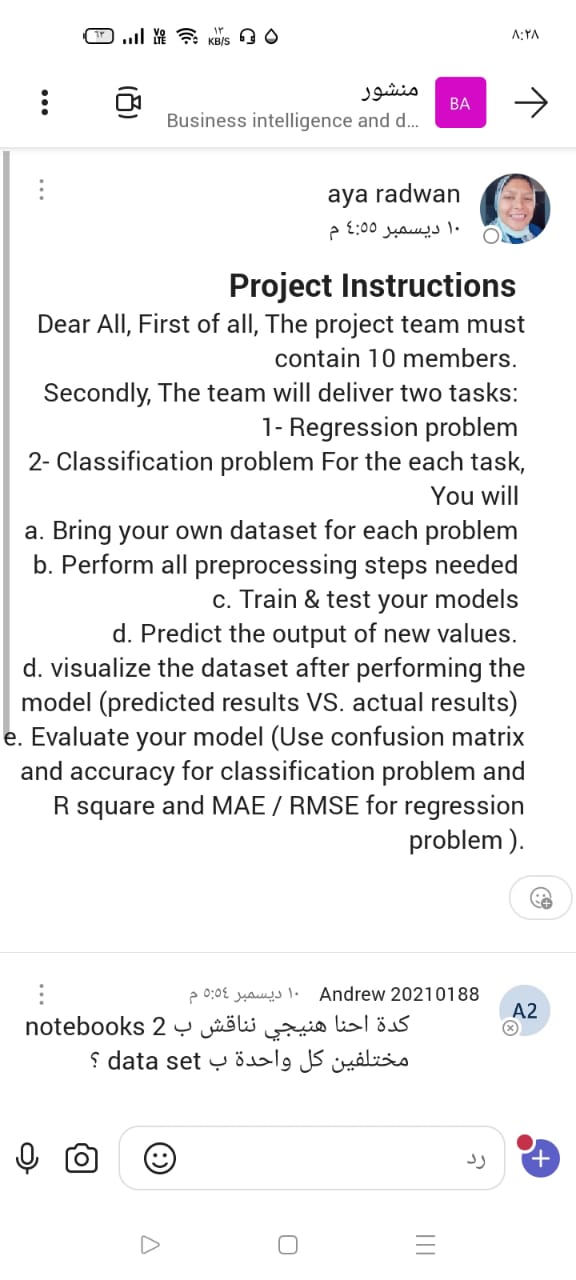 ٦٣ VO LTE ١٣ KB/S ٨:٢٨
منشور
BA
Business intelligence and d...
aya radwan
١٠ ديسمبر ٤:٥٥ م
Project Instructions
Dear All, First of all, The project team must
contain 10 members.
Secondly, The team will deliver two tasks:
1- Regression problem
2- Classification problem For the each task,
You will
a. Bring your own dataset for each problem
b. Perform all preprocessing steps needed
c. Train & test your models
d. Predict the output of new values.
d. visualize the dataset after performing the
model (predicted results VS. actual results)
e. Evaluate your model (Use confusion matrix
and accuracy for classification problem and
R square and MAE / RMSE for regression
problem ).
Andrew 20210188 ١٠ ديسمبر ٥:٥٤ م
A2
كدة احنا هنيجي نناقش ب 2 notebooks
مختلفين كل واحدة ب data set ؟
رد